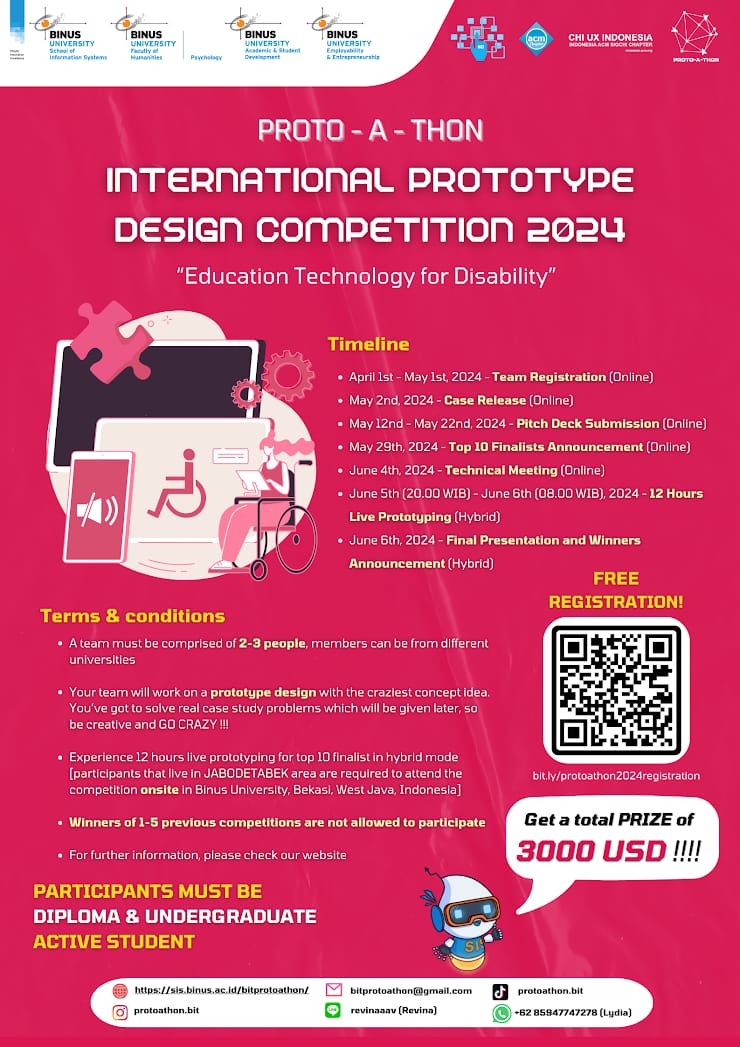 BINUS
UNIVERSITY
School of
Information Systems
BINUS
UNIVERSITY
Faculty of
Humanities
Psychology
BINUS
UNIVERSITY
Academic & Student
Development
BINUS
UNIVERSITY
Employability
& Entrepreneurship
acm
CHI UX INDONESIA
INDONESIA ACM SIGCHI CHAPTER
PROTO-A-THON
PROTO - A - THON
INTERNATIONAL PROTOTYPE
DESIGN COMPETITION 2024
“Education Technology for Disability”
Timeline
• April 1st - May 1st, 2024 - Team Registration (Online)
• May 2nd, 2024 - Case Release (Online)
• May 12nd - May 22nd, 2024 - Pitch Deck Submission (Online)
• May 29th, 2024 - Top 10 Finalists Announcement (Online)
• June 4th, 2024 - Technical Meeting (Online)
• June 5th (20.00 WIB) - June 6th (08.00 WIB), 2024 - 12 Hours
Live Prototyping (Hybrid)
• June 6th, 2024 - Final Presentation and Winners
Announcement (Hybrid)
FREE
REGISTRATION!
bit.ly/protoathon2024registration
Terms & conditions
• A team must be comprised of 2-3 people, members can be from different
universities
• Your team will work on a prototype design with the craziest concept idea.
You’ve got to solve real case study problems which will be given later, so
be creative and GO CRAZY !!!
• Experience 12 hours live prototyping for top 10 finalist in hybrid mode
[participants that live in JABODETABEK area are required to attend the
competition onsite in Binus University, Bekasi, West Java, Indonesia]
• Winners of 1-5 previous competitions are not allowed to participate
• For further information, please check our website
Get a total PRIZE of
3000 USD !!!!
PARTICIPANTS MUST BE
DIPLOMA & UNDERGRADUATE
ACTIVE STUDENT
SIS
https://sis.binus.ac.id/bitprotoathon/
bitprotoathon@gmail.com
protoathon.bit
protoathon.bit
revinaaav (Revina)
+62 85947747278 (Lydia)